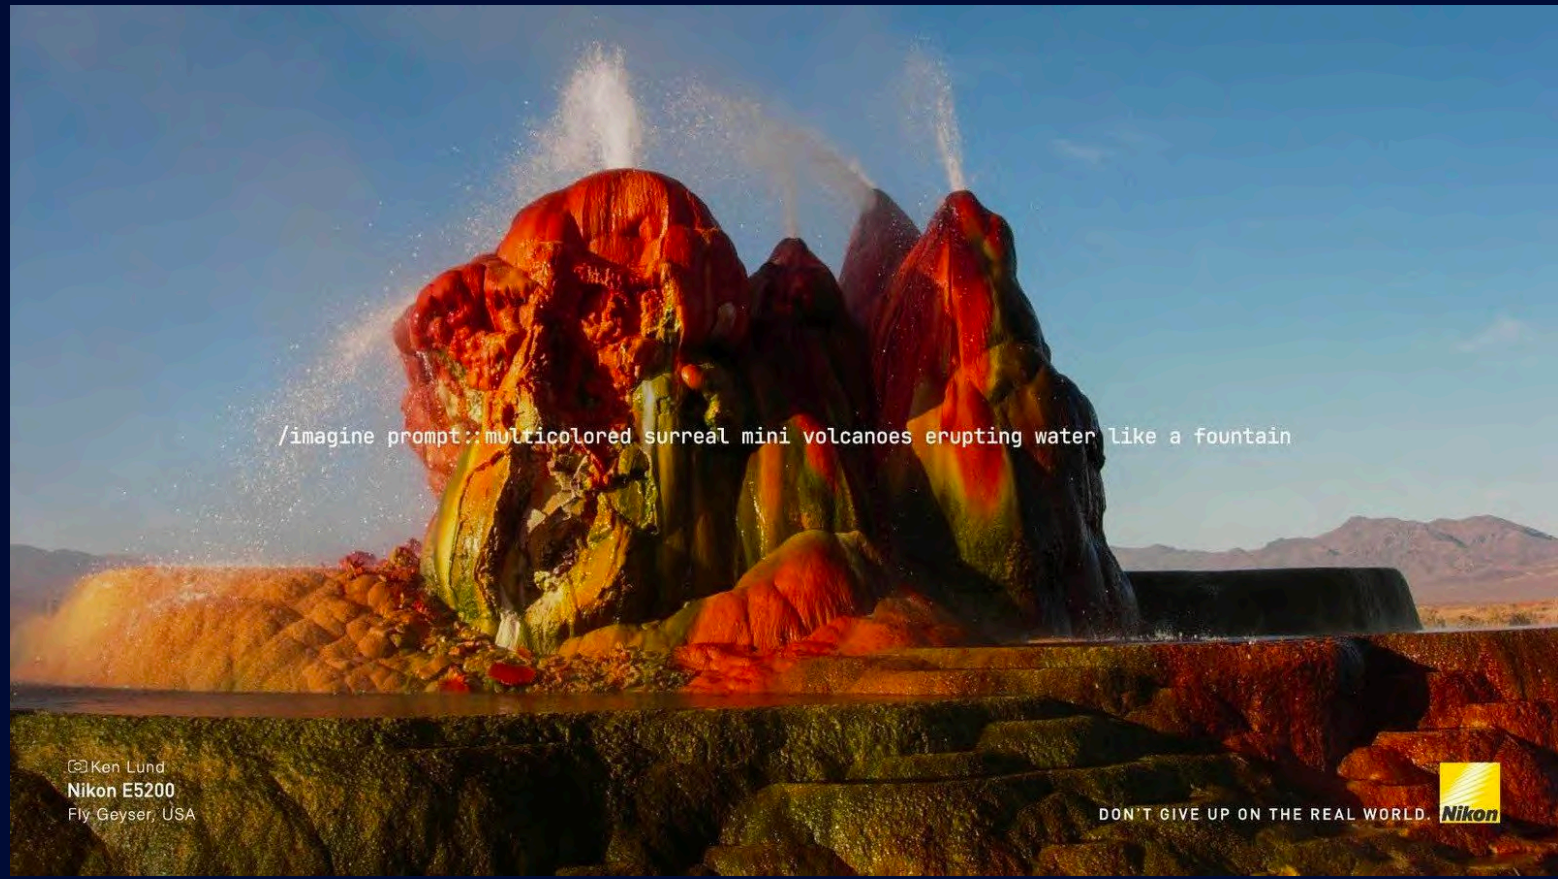 /imagine prompt::multicolored surreal mini volcanoes erupting water like a fountain
Ken Lund
Nikon E5200
Fly Geyser, USA
DON'T GIVE UP ON THE REAL WORLD.
Nikon